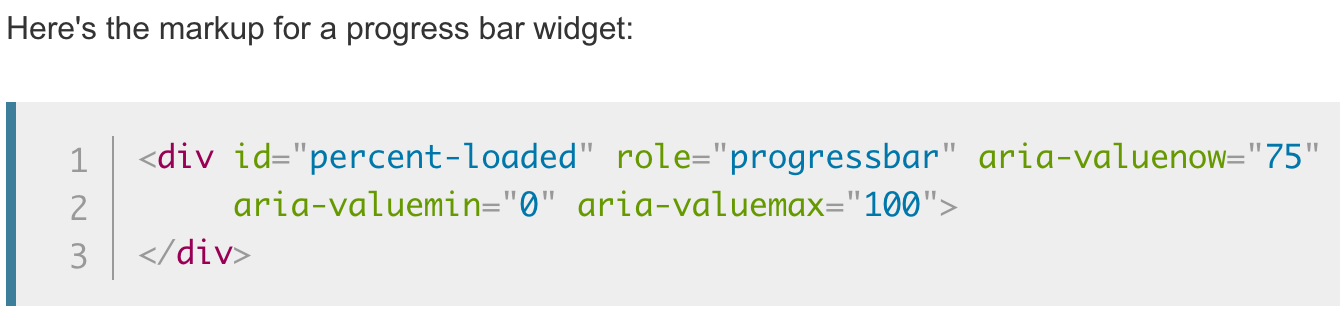 Here's the markup for a progress bar widget:
1 <div id="percent-loaded" role="progressbar" aria-valuenow="75"
2 aria-valuemin="0" aria-valuemax="100">
3 </div>